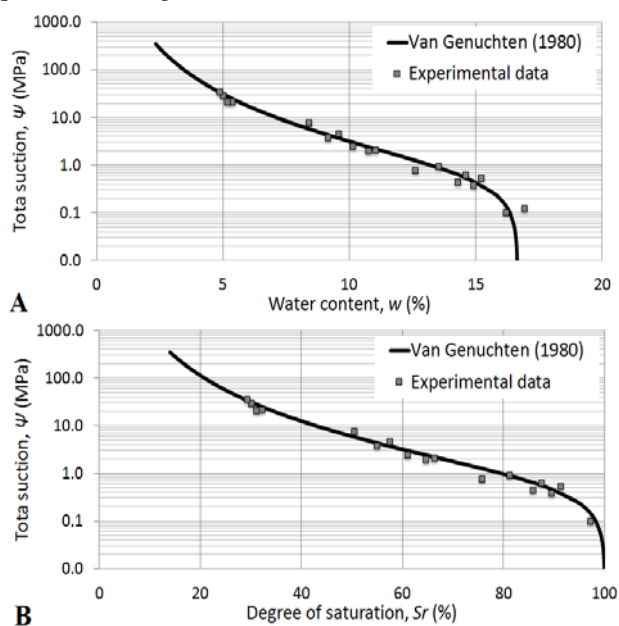 1000.0
100.0
10.0
1.0
0.1
0.0
Tota suction, Ψ (MPa)
Van Genuchten (1980)
Experimental data
0 5 10 15 20
Water content, w (%)
A
1000.0
100.0
10.0
1.0
0.1
0.0
Tota suction, Ψ (MPa)
Van Genuchten (1980)
Experimental data
0 20 40 60 80 100
Degree of saturation, Sr (%)
B